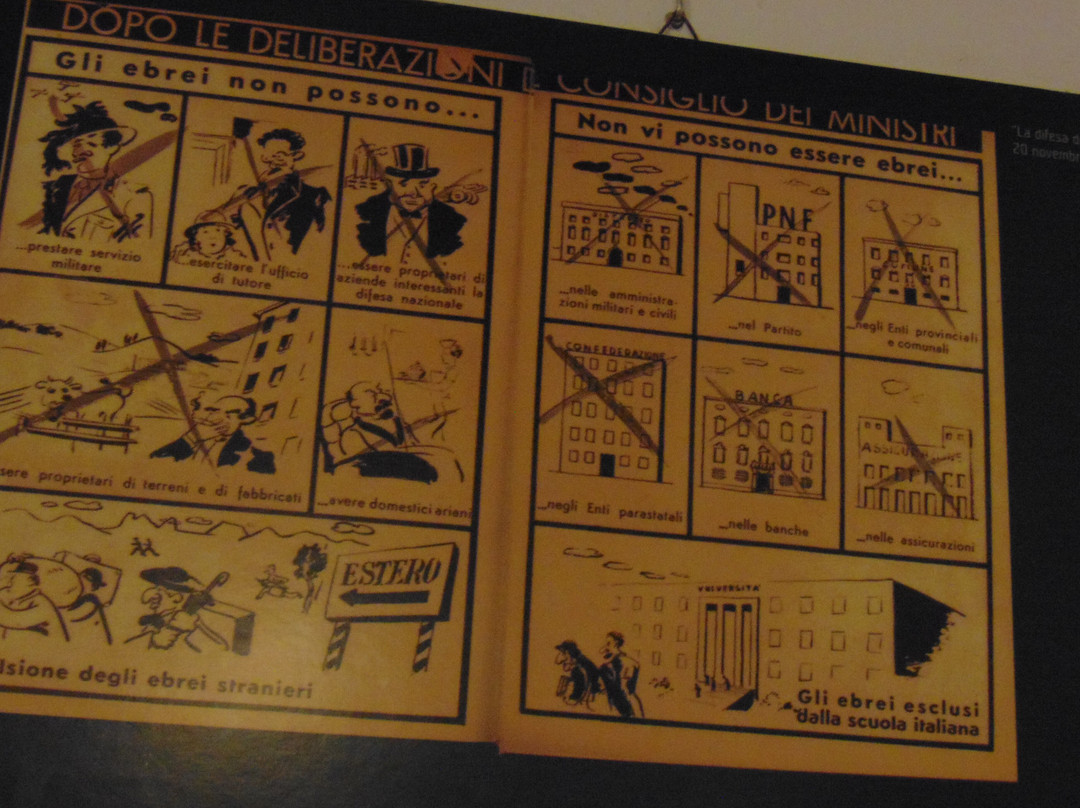 DOPO LE DELIBERAZIONI
CONSIGLIO DEI MINISTRI
Gli ebrei non possono...
...prestare servizio
militare
...esercitare l'ufficio
di tutore
...essere proprietari di
aziende interessanti la
difesa nazionale
sere proprietari di terreni e di fabbricati
...avere domestici ariani
ESTERO
lsione degli ebrei stranieri
Non vi possono essere ebrei...
...nelle amministra-
zioni militari e civili
PNF
...nel Partito
...negli Enti provinciali
e comunali
CONFEDERAZIONE
...negli Enti parastatali
BANCA
...nelle banche
ASSICURAZIONE
...nelle assicurazioni
UNIVERSITA'
Gli ebrei esclusi
dalla scuola italiana
"La difesa d
20 novembre